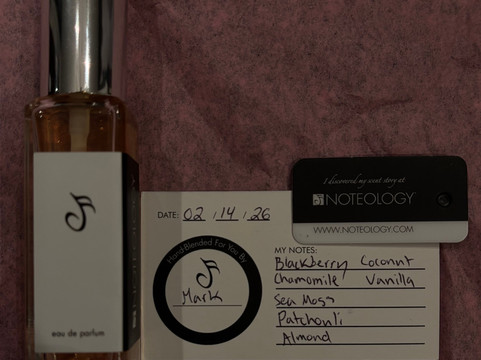 eau de parfum
I discovered my scent story at
NOTEOLOGY
WWW.NOTEOLOGY.COM
DATE: 02 / 14 / 26
Hand-Blended For You By
Mark
MY NOTES:
Blackberry Coconut
Chamomile Vanilla
Sea Moss
Patchouli
Almond